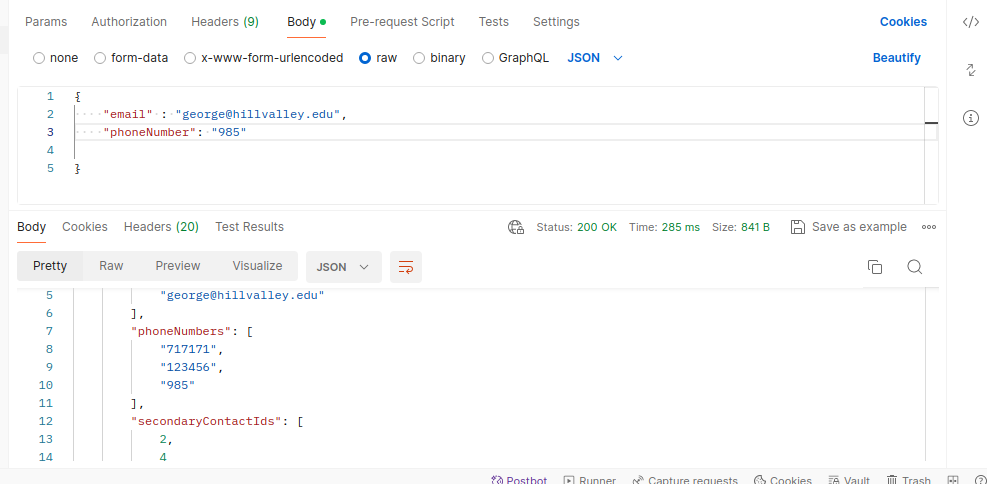 Params Authorization Headers (9) Body Pre-request Script Tests Settings Cookies </>
none form-data x-www-form-urlencoded raw binary GraphQL JSON Beautify
1 {
2 ····"email"·:·"george@hillvalley.edu",
3 ····"phoneNumber":·"985"
4
5 }
Body Cookies Headers (20) Test Results Status: 200 OK Time: 285 ms Size: 841 B Save as example
Pretty Raw Preview Visualize JSON
5 "george@hillvalley.edu"
6 ],
7 "phoneNumbers": [
8 "717171",
9 "123456",
10 "985"
11 ],
12 "secondaryContactIds": [
13 2,
14 4
Postbot Runner Capture requests Cookies Vault Trash